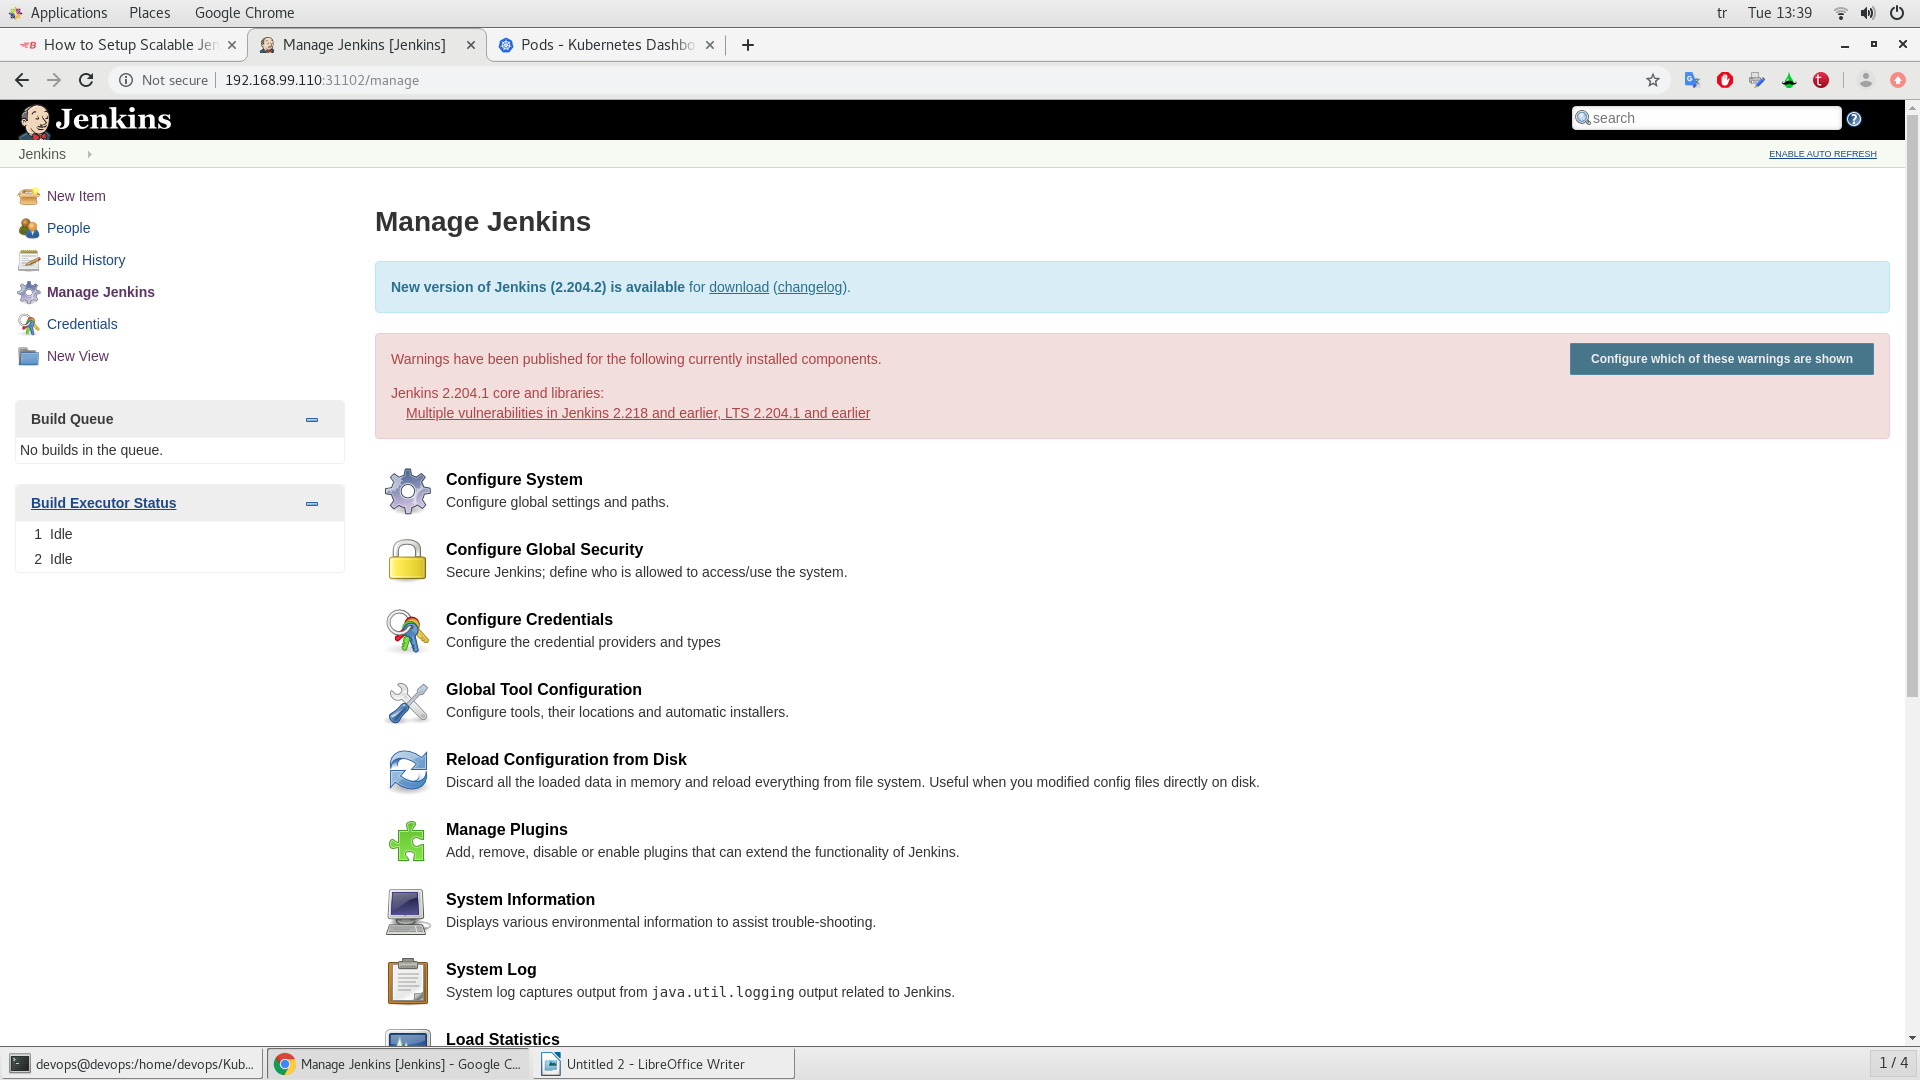 Applications Places Google Chrome tr Tue 13:39
How to Setup Scalable Jen Manage Jenkins [Jenkins] Pods - Kubernetes Dashbo
Not secure 192.168.99.110:31102/manage
Jenkins search
Jenkins ENABLE AUTO REFRESH
New Item
People
Build History
Manage Jenkins
Credentials
New View
Build Queue
No builds in the queue.
Build Executor Status
1 Idle
2 Idle
Manage Jenkins
New version of Jenkins (2.204.2) is available for download (changelog).
Warnings have been published for the following currently installed components.
Configure which of these warnings are shown
Jenkins 2.204.1 core and libraries:
Multiple vulnerabilities in Jenkins 2.218 and earlier, LTS 2.204.1 and earlier
Configure System
Configure global settings and paths.
Configure Global Security
Secure Jenkins; define who is allowed to access/use the system.
Configure Credentials
Configure the credential providers and types
Global Tool Configuration
Configure tools, their locations and automatic installers.
Reload Configuration from Disk
Discard all the loaded data in memory and reload everything from file system. Useful when you modified config files directly on disk.
Manage Plugins
Add, remove, disable or enable plugins that can extend the functionality of Jenkins.
System Information
Displays various environmental information to assist trouble-shooting.
System Log
System log captures output from java.util.logging output related to Jenkins.
Load Statistics
devops@devops:/home/devops/Kub... Manage Jenkins [Jenkins] - Google C... Untitled 2 - LibreOffice Writer 1 / 4